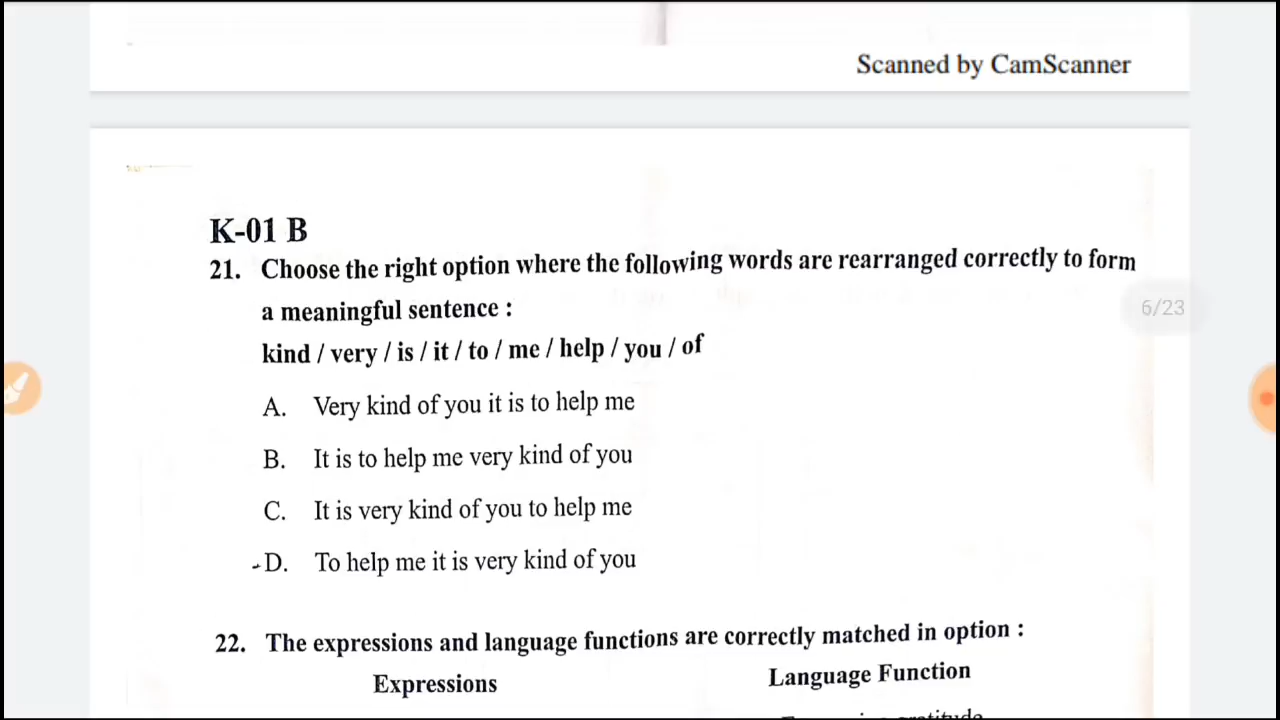 Scanned by CamScanner
K-01 B
21. Choose the right option where the following words are rearranged correctly to form
a meaningful sentence :
6/23
kind / very / is / it / to / me / help / you / of
A. Very kind of you it is to help me
B. It is to help me very kind of you
C. It is very kind of you to help me
D. To help me it is very kind of you
22. The expressions and language functions are correctly matched in option :
Expressions Language Function